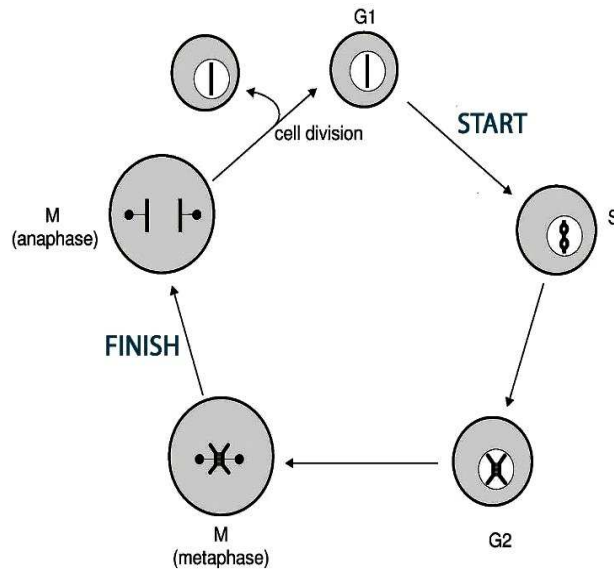 G1
cell division
START
S
M
(anaphase)
FINISH
M
(metaphase)
G2